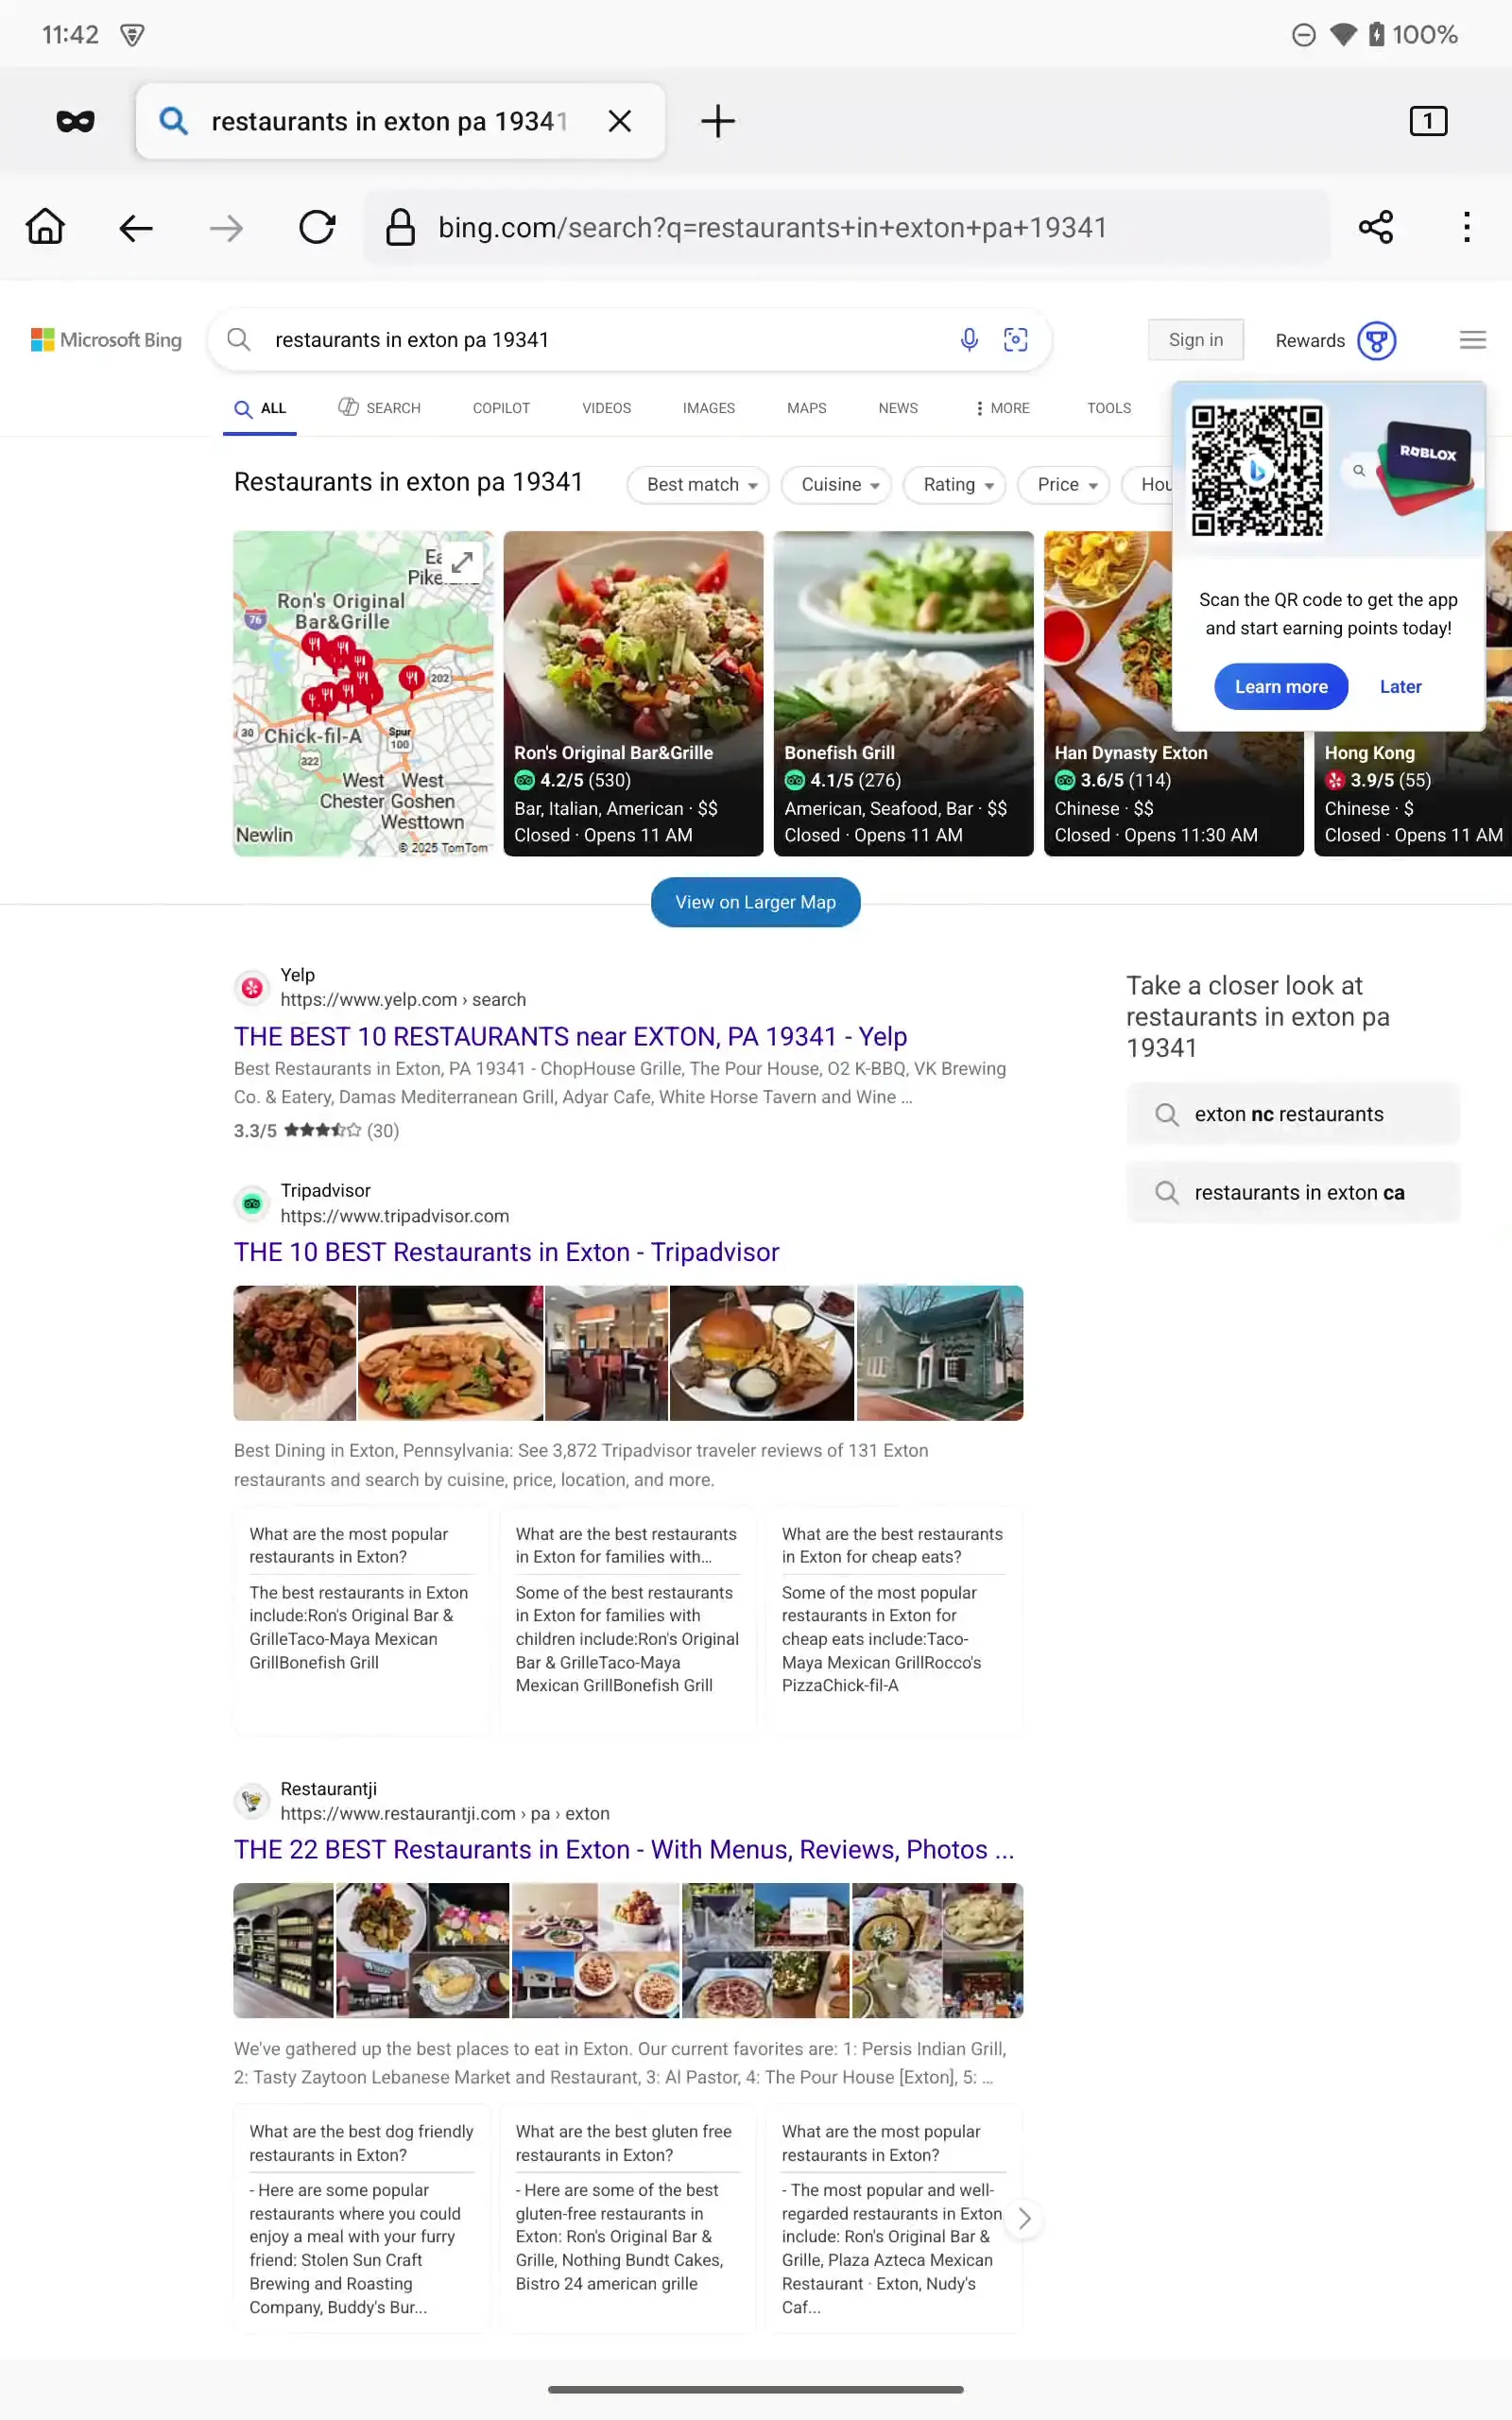 11:42
100%
restaurants in exton pa 19341
1
bing.com/search?q=restaurants+in+exton+pa+19341
Microsoft Bing
restaurants in exton pa 19341
Sign in
Rewards
ALL
SEARCH
COPILOT
VIDEOS
IMAGES
MAPS
NEWS
MORE
TOOLS
Restaurants in exton pa 19341
Best match
Cuisine
Rating
Price
Hou
ROBLOX
Scan the QR code to get the app
and start earning points today!
Learn more
Later
Ea
Pike
Ron's Original
Bar&Grille
76
202
30
Chick-fil-A
Spur
100
322
West West
Chester Goshen
Westtown
Newlin
© 2025 TomTom
Ron's Original Bar&Grille
4.2/5 (530)
Bar, Italian, American · $$
Closed · Opens 11 AM
Bonefish Grill
4.1/5 (276)
American, Seafood, Bar · $$
Closed · Opens 11 AM
Han Dynasty Exton
3.6/5 (114)
Chinese · $$
Closed · Opens 11:30 AM
Hong Kong
3.9/5 (55)
Chinese · $
Closed · Opens 11 AM
View on Larger Map
Yelp
https://www.yelp.com › search
THE BEST 10 RESTAURANTS near EXTON, PA 19341 - Yelp
Best Restaurants in Exton, PA 19341 - ChopHouse Grille, The Pour House, O2 K-BBQ, VK Brewing
Co. & Eatery, Damas Mediterranean Grill, Adyar Cafe, White Horse Tavern and Wine ...
3.3/5 (30)
Take a closer look at
restaurants in exton pa
19341
exton nc restaurants
restaurants in exton ca
Tripadvisor
https://www.tripadvisor.com
THE 10 BEST Restaurants in Exton - Tripadvisor
Best Dining in Exton, Pennsylvania: See 3,872 Tripadvisor traveler reviews of 131 Exton
restaurants and search by cuisine, price, location, and more.
What are the most popular
restaurants in Exton?
The best restaurants in Exton
include:Ron's Original Bar &
GrilleTaco-Maya Mexican
GrillBonefish Grill
What are the best restaurants
in Exton for families with...
Some of the best restaurants
in Exton for families with
children include:Ron's Original
Bar & GrilleTaco-Maya
Mexican GrillBonefish Grill
What are the best restaurants
in Exton for cheap eats?
Some of the most popular
restaurants in Exton for
cheap eats include:Taco-
Maya Mexican GrillRocco's
PizzaChick-fil-A
Restaurantji
https://www.restaurantji.com › pa › exton
THE 22 BEST Restaurants in Exton - With Menus, Reviews, Photos ...
We've gathered up the best places to eat in Exton. Our current favorites are: 1: Persis Indian Grill,
2: Tasty Zaytoon Lebanese Market and Restaurant, 3: Al Pastor, 4: The Pour House [Exton], 5: ...
What are the best dog friendly
restaurants in Exton?
- Here are some popular
restaurants where you could
enjoy a meal with your furry
friend: Stolen Sun Craft
Brewing and Roasting
Company, Buddy's Bur...
What are the best gluten free
restaurants in Exton?
- Here are some of the best
gluten-free restaurants in
Exton: Ron's Original Bar &
Grille, Nothing Bundt Cakes,
Bistro 24 american grille
What are the most popular
restaurants in Exton?
- The most popular and well-
regarded restaurants in Exton
include: Ron's Original Bar &
Grille, Plaza Azteca Mexican
Restaurant · Exton, Nudy's
Caf...